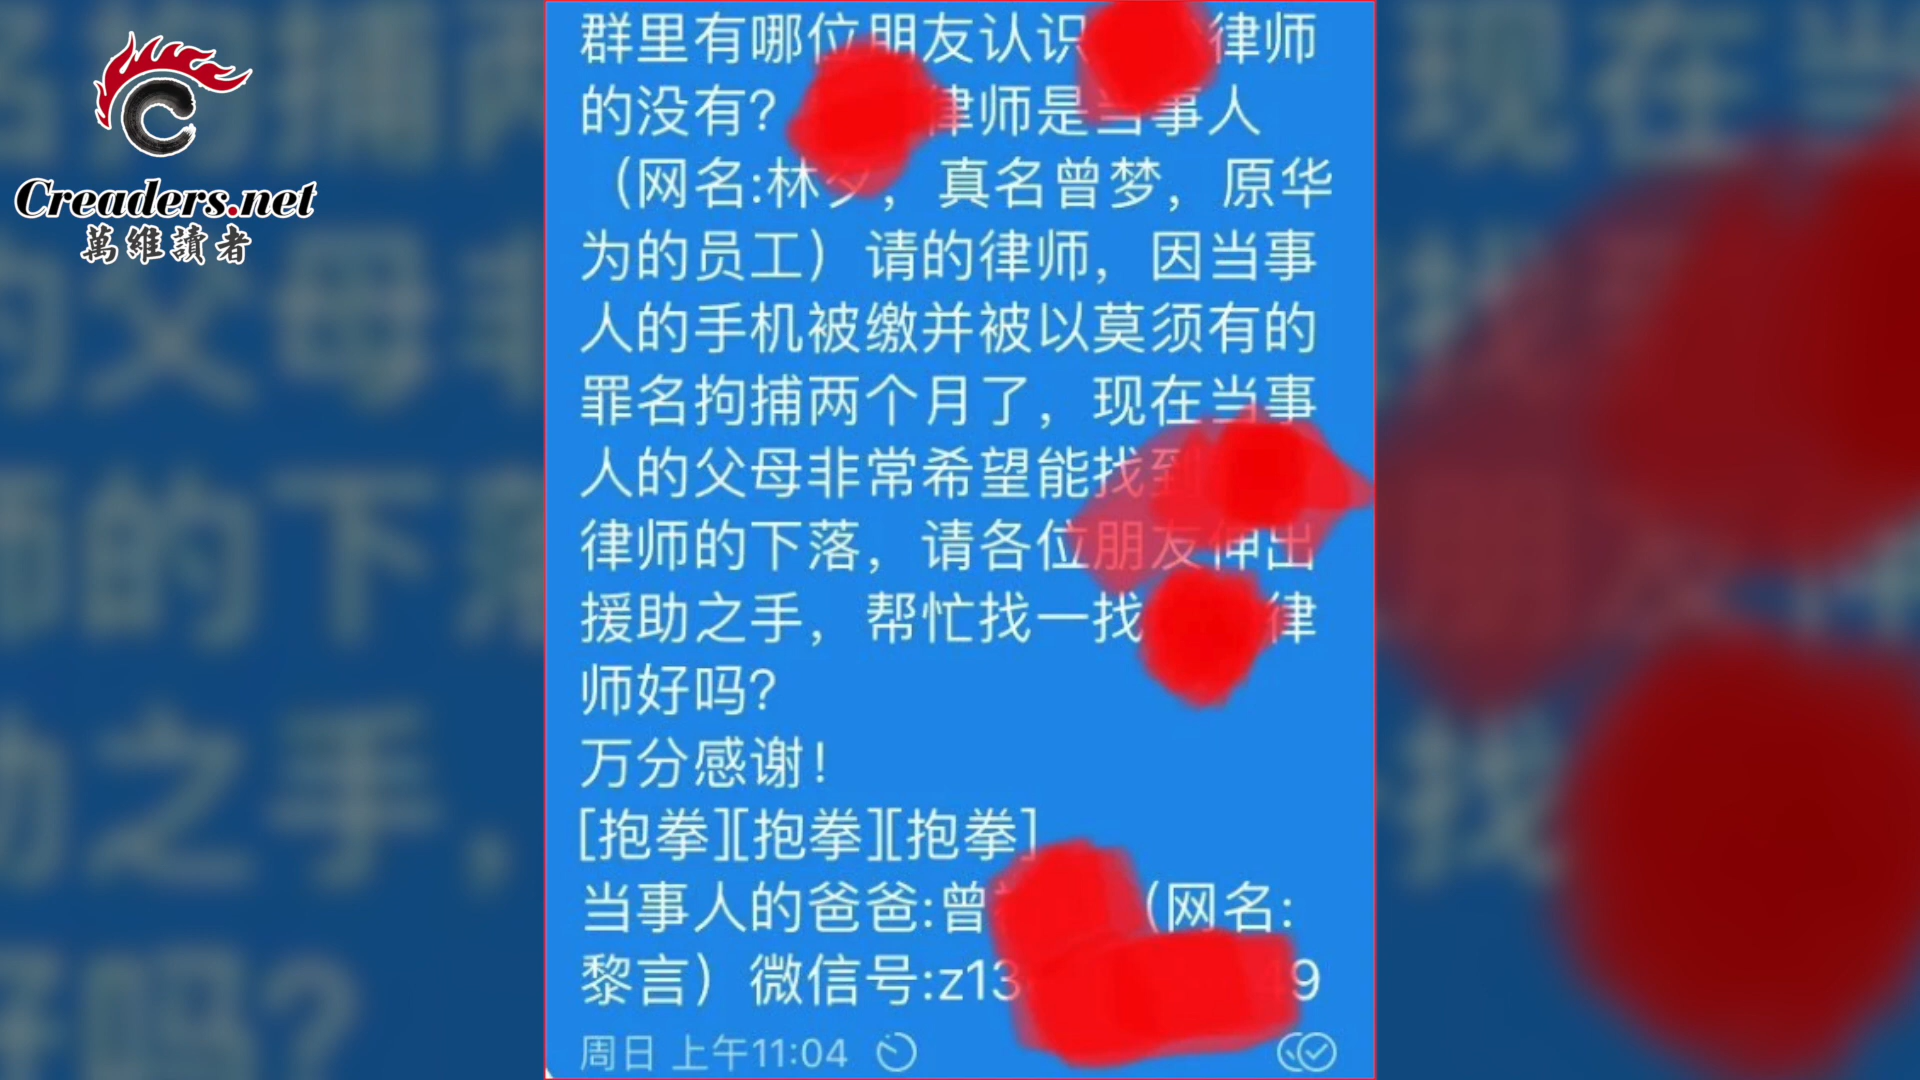 Creaders.net
萬維讀者
群里有哪位朋友认识 律师
的没有? 律师是当事人
(网名:林夕,真名曾梦,原华
为的员工)请的律师,因当事
人的手机被缴并被以莫须有的
罪名拘捕两个月了,现在当事
人的父母非常希望能找到
律师的下落,请各位朋友伸出
援助之手,帮忙找一找 律
师好吗?
万分感谢!
[抱拳][抱拳][抱拳]
当事人的爸爸:曾 (网名:
黎言)微信号:z13 49
周日 上午11:04